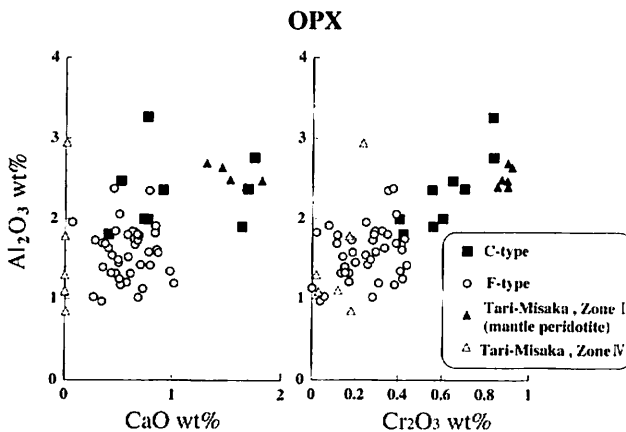 OPX
4
3
2
1
0
Al2O3 wt%
0
1
2
CaO wt%
4
3
2
1
0
0
0.2
0.4
0.6
0.8
1
Cr2O3 wt%
C-type
F-type
Tari-Misaka, Zone I
(mantle peridotite)
Tari-Misaka, Zone IV